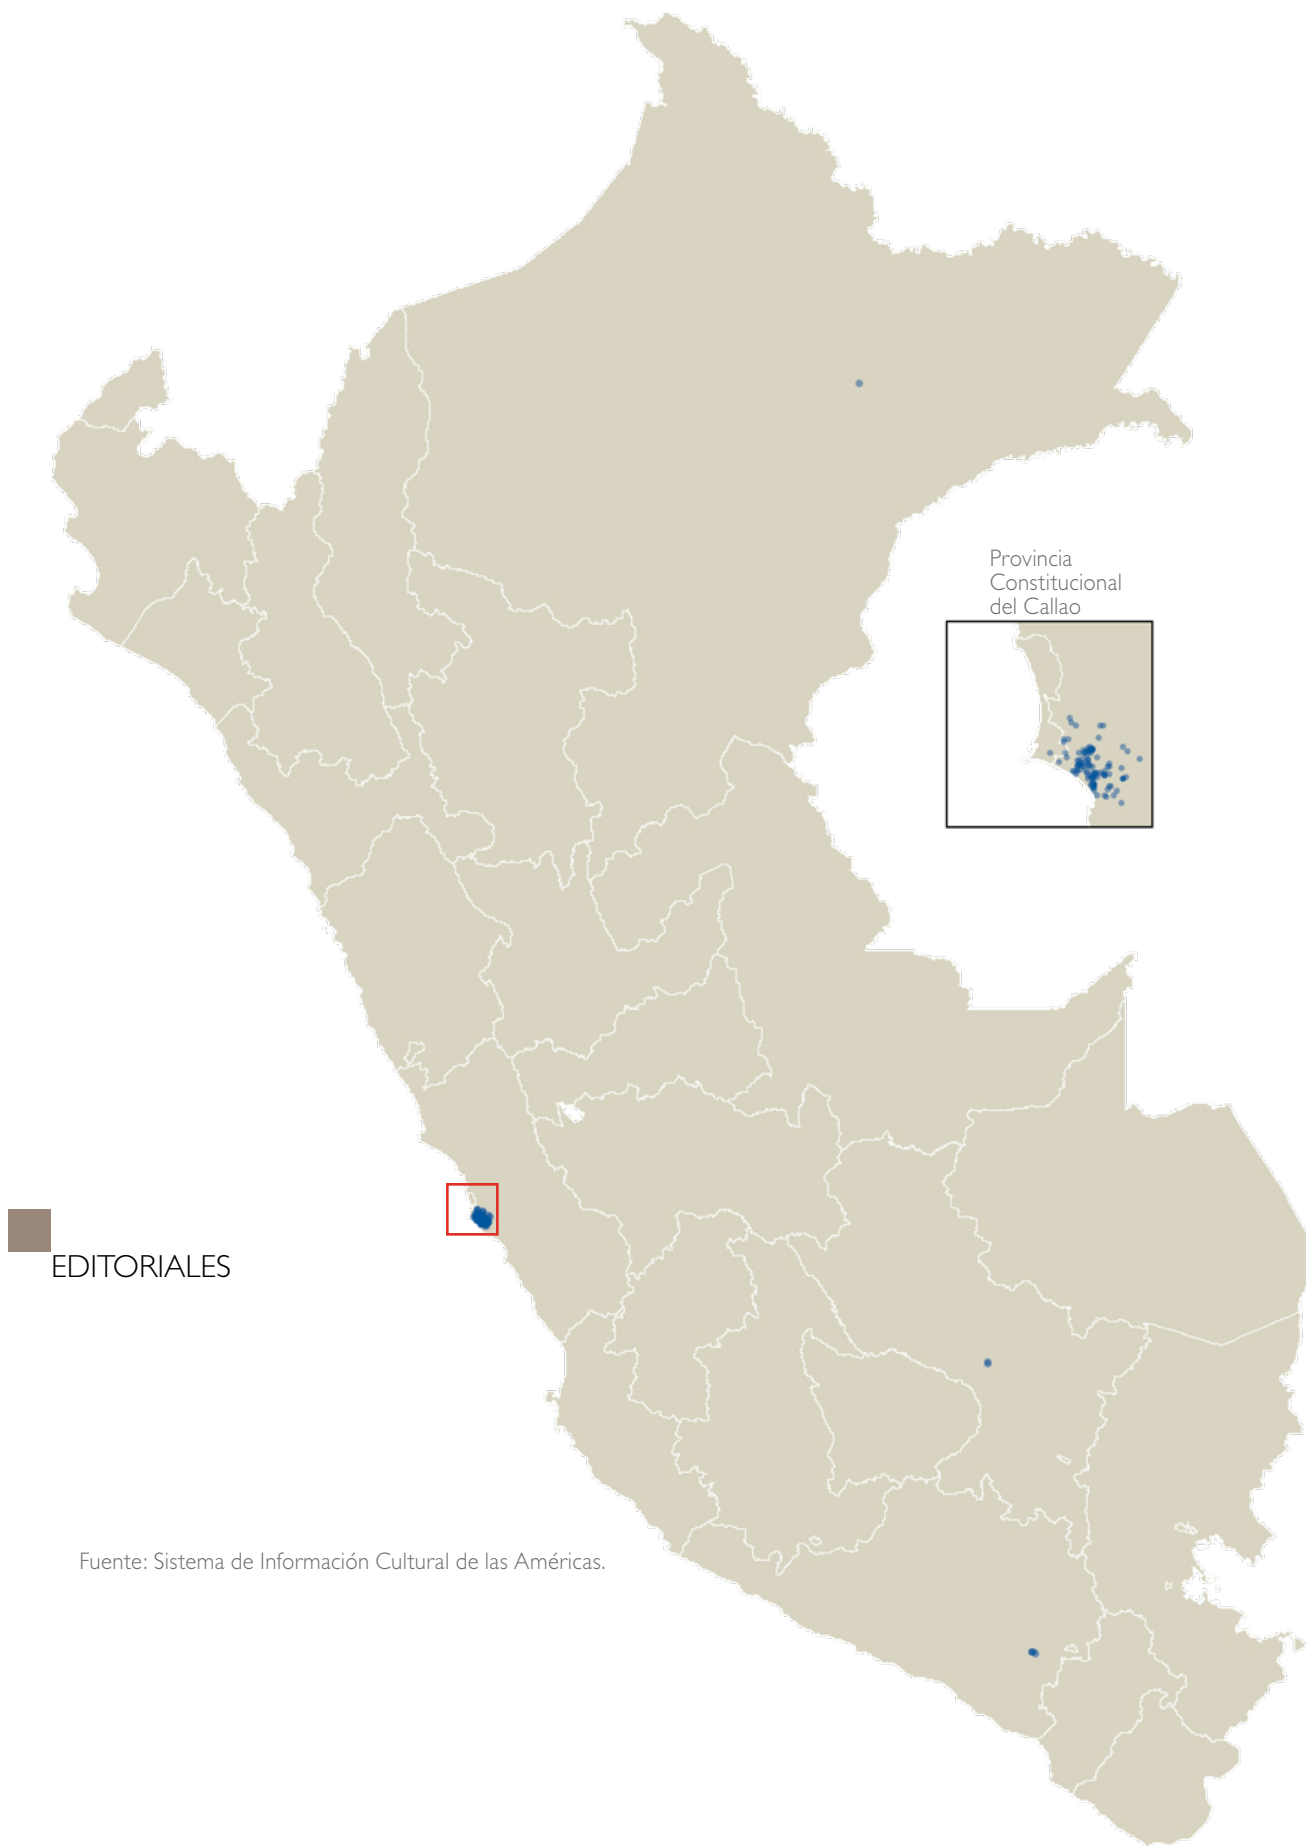 Provincia
Constitucional
del Callao
EDITORIALES
Fuente: Sistema de Información Cultural de las Américas.